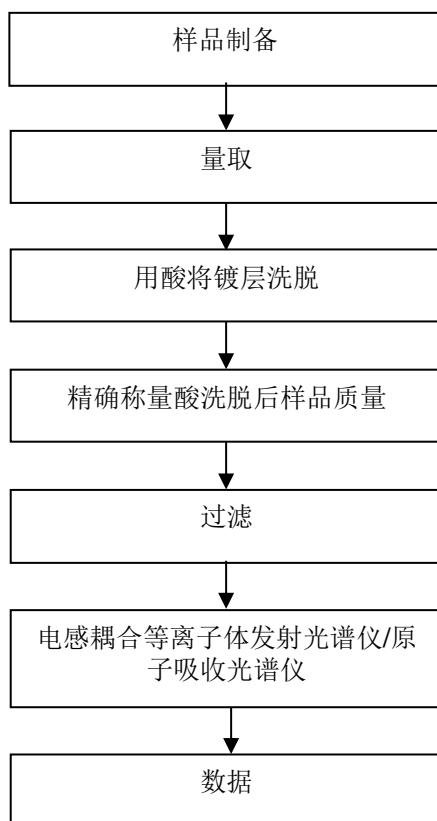 样品制备
量取
用酸将镀层洗脱
精确称量酸洗脱后样品质量
过滤
电感耦合等离子体发射光谱仪/原
子吸收光谱仪
数据